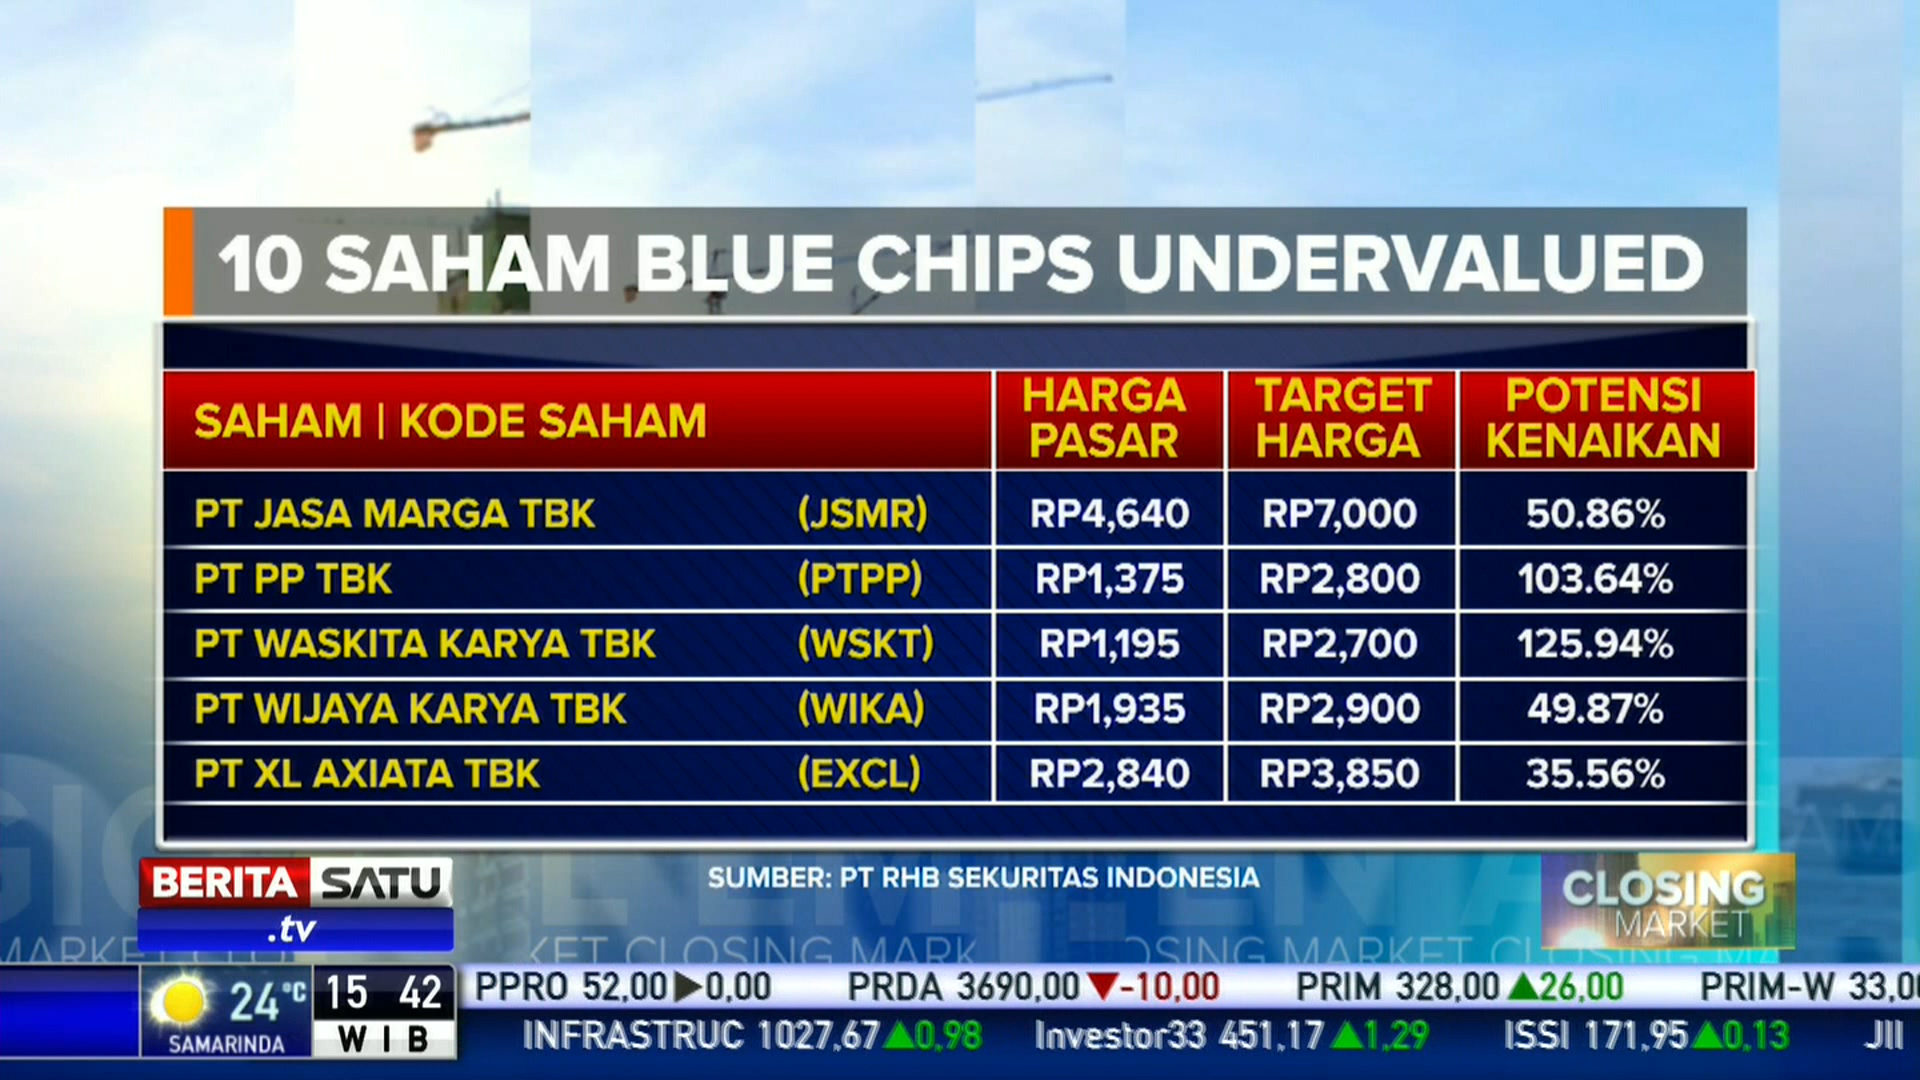 10 SAHAM BLUE CHIPS UNDERVALUED
SAHAM | KODE SAHAM HARGA PASAR TARGET HARGA POTENSI KENAIKAN
PT JASA MARGA TBK (JSMR) RP4,640 RP7,000 50.86%
PT PP TBK (PTPP) RP1,375 RP2,800 103.64%
PT WASKITA KARYA TBK (WSKT) RP1,195 RP2,700 125.94%
PT WIJAYA KARYA TBK (WIKA) RP1,935 RP2,900 49.87%
PT XL AXIATA TBK (EXCL) RP2,840 RP3,850 35.56%
SUMBER: PT RHB SEKURITAS INDONESIA
BERITA SATU
.tv
CLOSING
MARKET
KET CLOSING MARK
OSING MARKET CL
24°C
SAMARINDA
15 42
WIB
PPRO 52,00 ▶0,00 PRDA 3690,00 ▼-10,00 PRIM 328,00 ▲26,00 PRIM-W 33,0
INFRASTRUC 1027,67 ▲0,98 Investor33 451,17 ▲1,29 ISSI 171,95 ▲0,13 JII